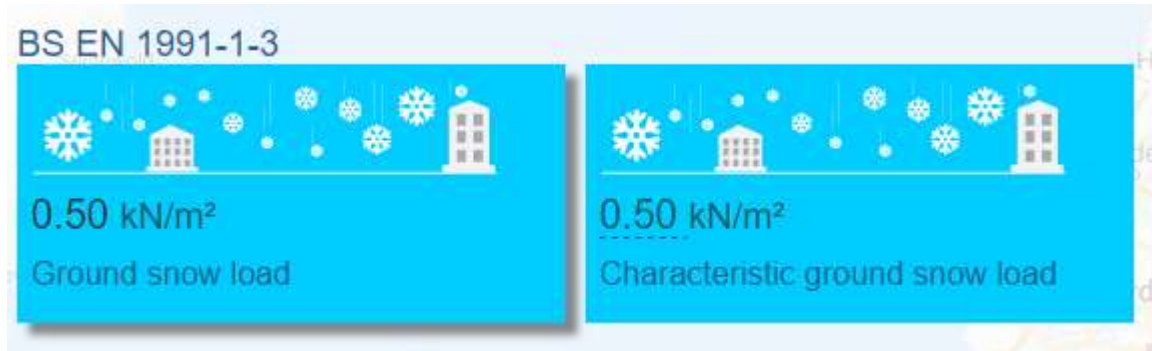 BS EN 1991-1-3
0.50 kN/m²
Ground snow load
0.50 kN/m²
Characteristic ground snow load